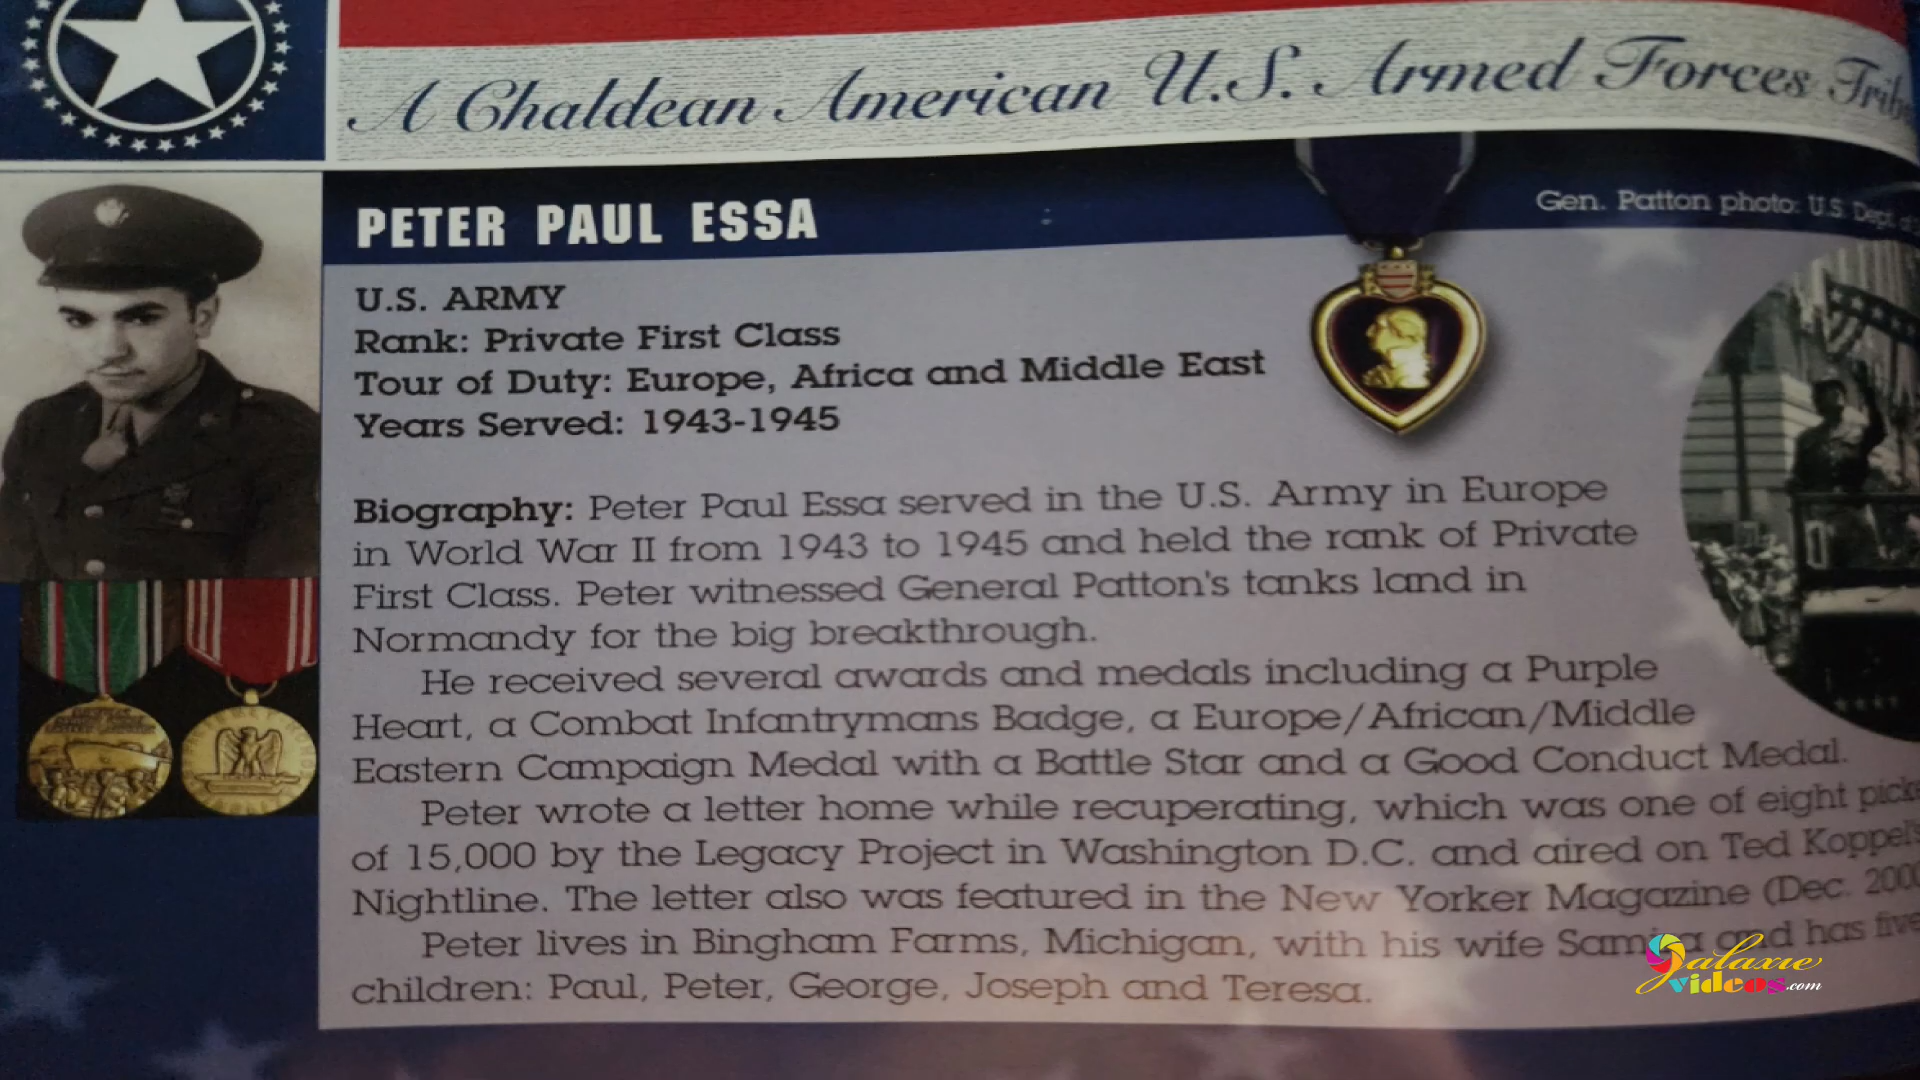 A Chaldean American U.S. Armed Forces
PETER PAUL ESSA
Gen. Patton photo: U.S. Dept. of
U.S. ARMY
Rank: Private First Class
Tour of Duty: Europe, Africa and Middle East
Years Served: 1943-1945
Biography: Peter Paul Essa served in the U.S. Army in Europe
in World War II from 1943 to 1945 and held the rank of Private
First Class. Peter witnessed General Patton's tanks land in
Normandy for the big breakthrough.
He received several awards and medals including a Purple
Heart, a Combat Infantrymans Badge, a Europe/African/Middle
Eastern Campaign Medal with a Battle Star and a Good Conduct Medal.
Peter wrote a letter home while recuperating, which was one of eight
of 15,000 by the Legacy Project in Washington D.C. and aired on Ted Koppel's
Nightline. The letter also was featured in the New Yorker Magazine (Dec.
Peter lives in Bingham Farms, Michigan, with his wife and has five
children: Paul, Peter, George, Joseph and Teresa.
Galaxie
videos.com